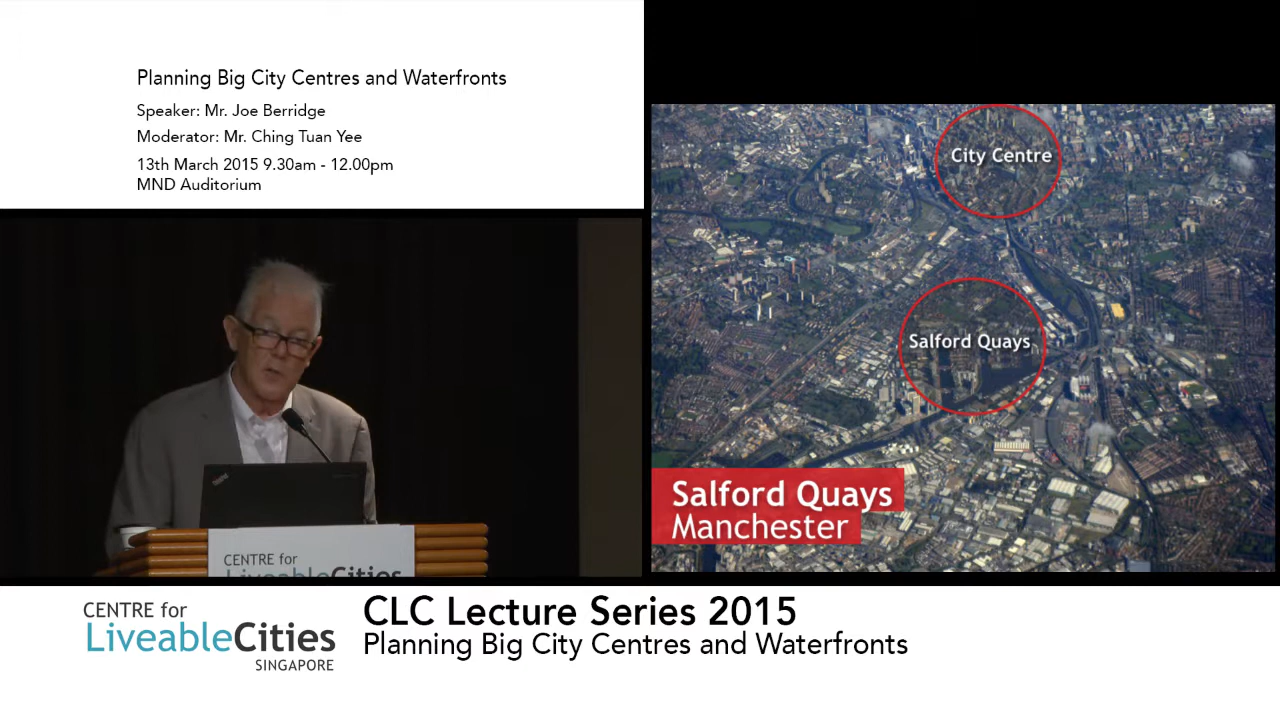 Planning Big City Centres and Waterfronts
Speaker: Mr. Joe Berridge
Moderator: Mr. Ching Tuan Yee
13th March 2015 9.30am - 12.00pm
MND Auditorium
City Centre
Salford Quays
Salford Quays
Manchester
CENTRE for
LiveableCities
CENTRE for
LiveableCities
SINGAPORE
CLC Lecture Series 2015
Planning Big City Centres and Waterfronts